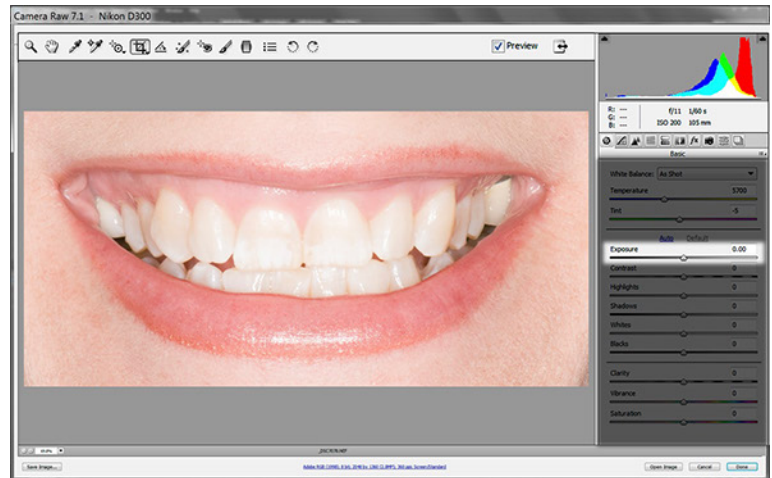 Camera Raw 7.1 - Nikon D300
Preview
R: ---
G: ---
B: ---
f/11 1/60 s
ISO 200 105 mm
Basic
White Balance: As Shot
Temperature 5700
Tint -5
Auto Default
Exposure 0.00
Contrast 0
Highlights 0
Shadows 0
Whites 0
Blacks 0
Clarity 0
Vibrance 0
Saturation 0
Save Image...
Open Image Cancel Done